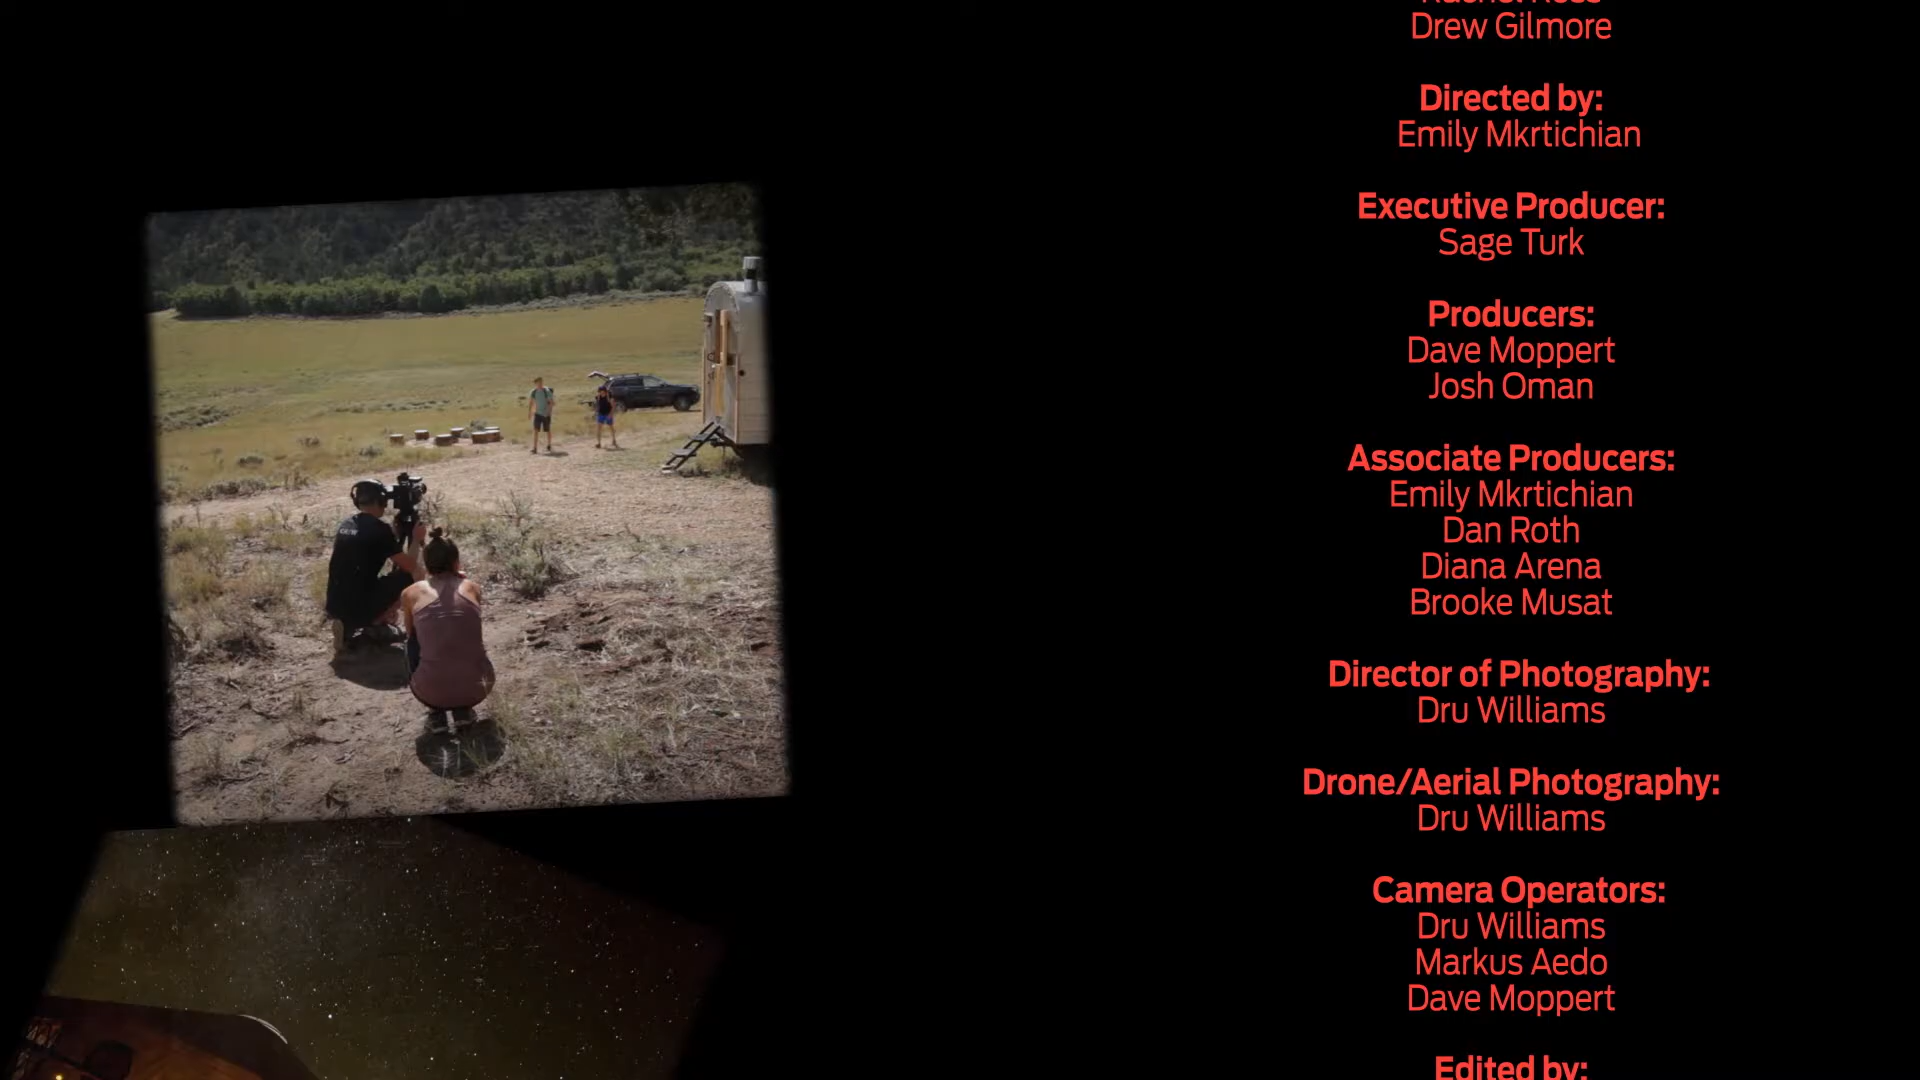 Drew Gilmore
Directed by:
Emily Mkrtichian
Executive Producer:
Sage Turk
Producers:
Dave Moppert
Josh Oman
Associate Producers:
Emily Mkrtichian
Dan Roth
Diana Arena
Brooke Musat
Director of Photography:
Dru Williams
Drone/Aerial Photography:
Dru Williams
Camera Operators:
Dru Williams
Markus Aedo
Dave Moppert
Edited by: